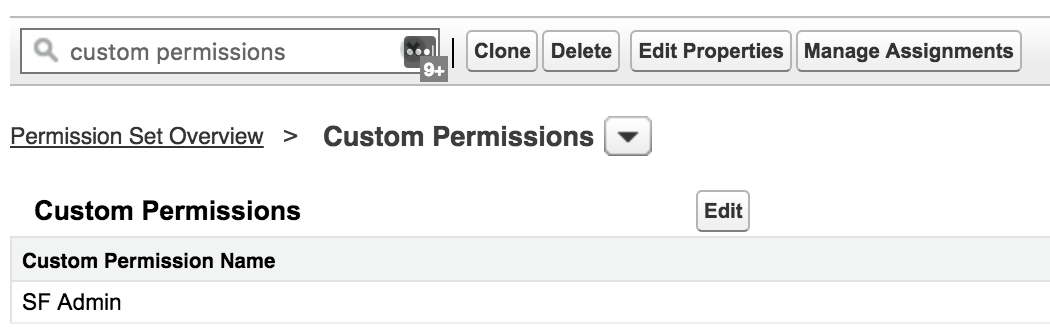 custom permissions 9+ Clone Delete Edit Properties Manage Assignments
Permission Set Overview > Custom Permissions
Custom Permissions Edit
Custom Permission Name
SF Admin